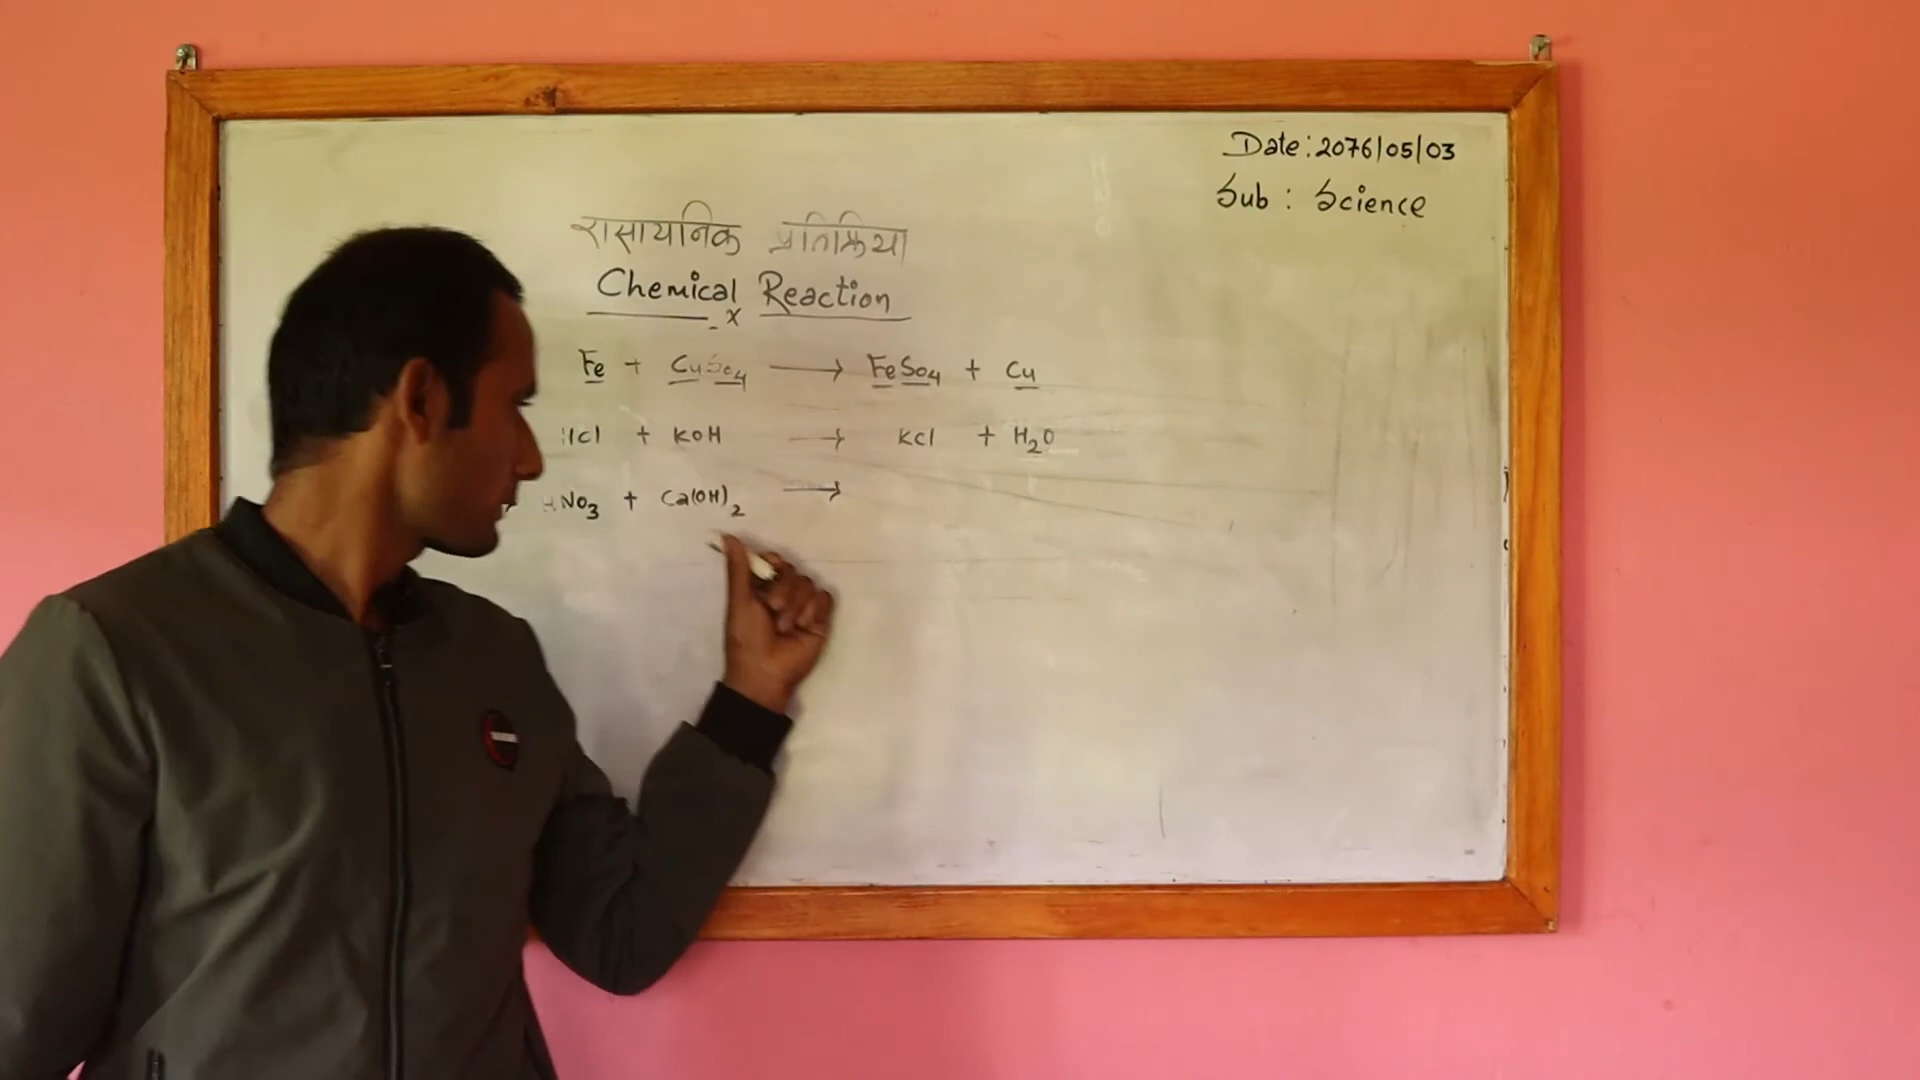 Date: 2076/05/03
Sub : Science
रासायनिक प्रतिक्रिया
Chemical Reaction
x
Fe + CuSo4 → FeSo4 + Cu
HCl + KOH → KCl + H2O
HNO3 + Ca(OH)2 →